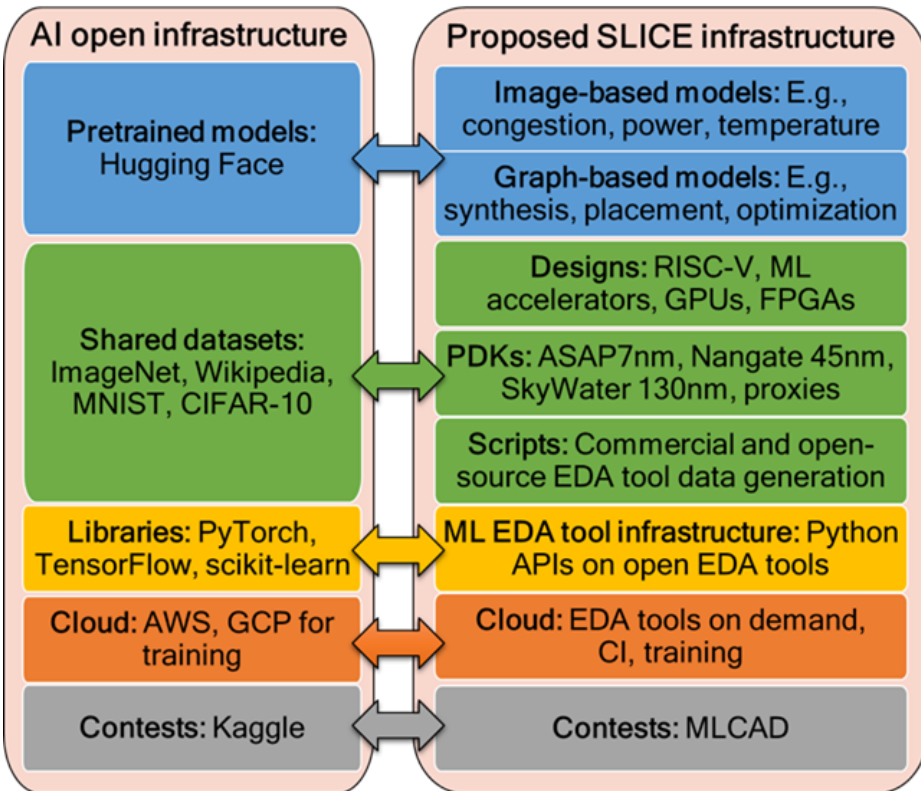 AI open infrastructure
Pretrained models:
Hugging Face
Shared datasets:
ImageNet, Wikipedia,
MNIST, CIFAR-10
Libraries: PyTorch,
TensorFlow, scikit-learn
Cloud: AWS, GCP for
training
Contests: Kaggle
Proposed SLICE infrastructure
Image-based models: E.g.,
congestion, power, temperature
Graph-based models: E.g.,
synthesis, placement, optimization
Designs: RISC-V, ML
accelerators, GPUs, FPGAs
PDKs: ASAP7nm, Nangate 45nm,
SkyWater 130nm, proxies
Scripts: Commercial and open-
source EDA tool data generation
ML EDA tool infrastructure: Python
APIs on open EDA tools
Cloud: EDA tools on demand,
CI, training
Contests: MLCAD